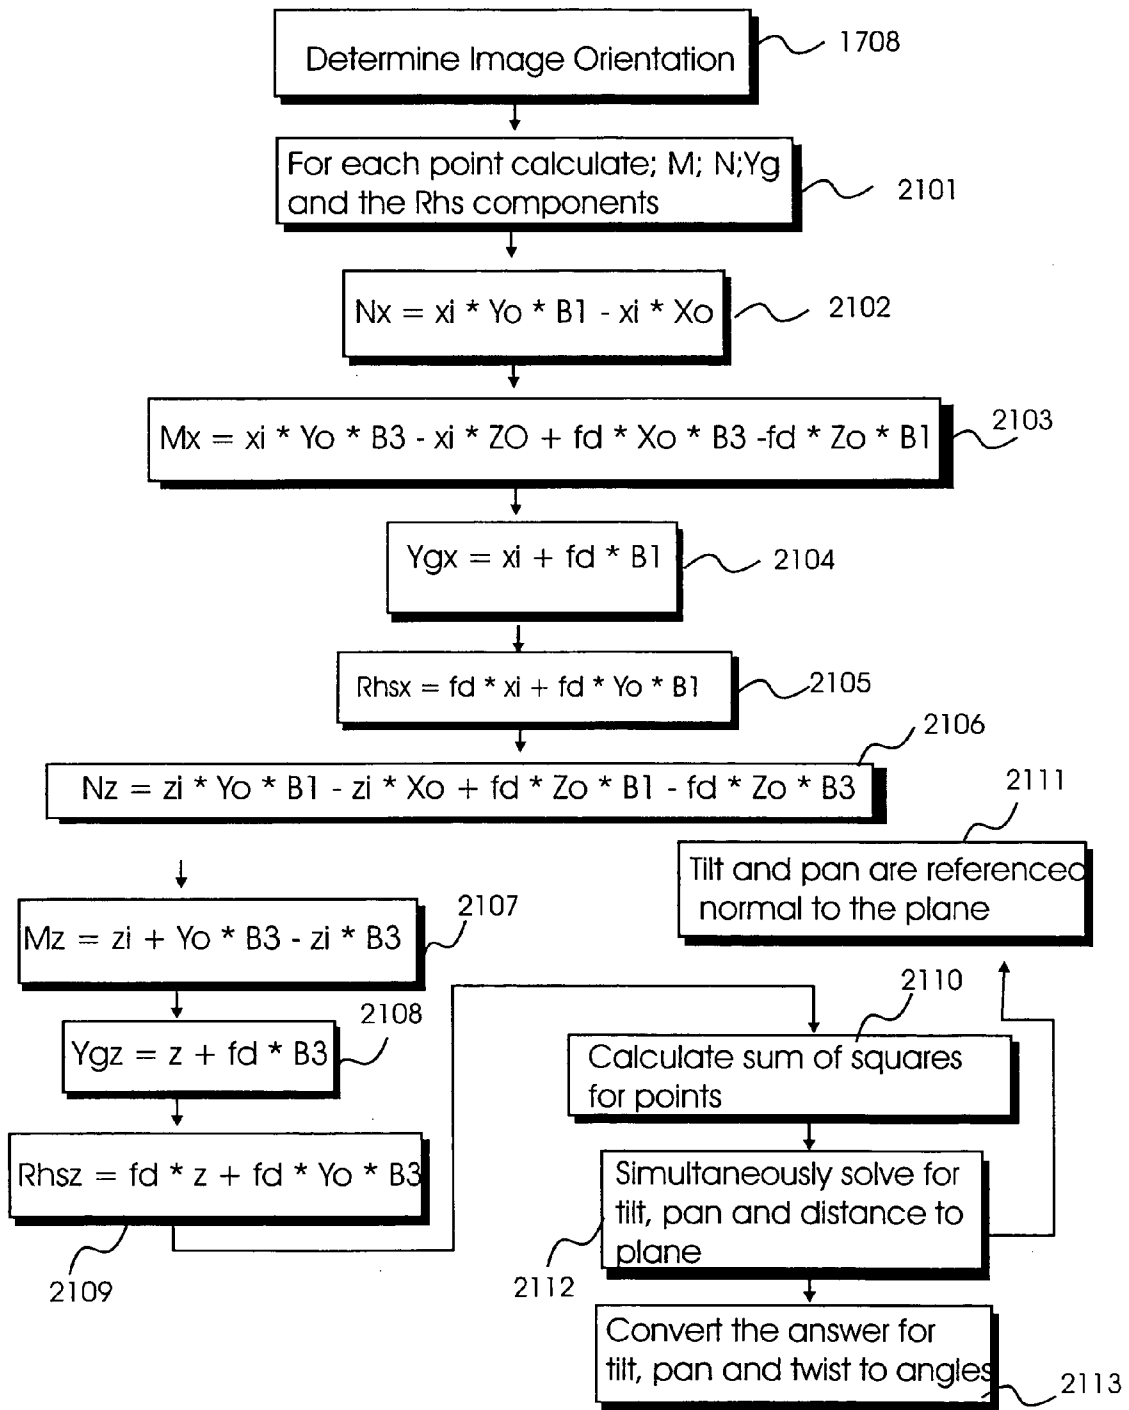 Determine Image Orientation
1708
For each point calculate; M; N;Yg
and the Rhs components
2101
Nx = xi * Yo * B1 - xi * Xo
2102
Mx = xi * Yo * B3 - xi * ZO + fd * Xo * B3 -fd * Zo * B1
2103
Ygx = xi + fd * B1
2104
Rhsx = fd * xi + fd * Yo * B1
2105
Nz = zi * Yo * B1 - zi * Xo + fd * Zo * B1 - fd * Zo * B3
2106
Tilt and pan are referenced
normal to the plane
2111
Mz = zi + Yo * B3 - zi * B3
2107
Ygz = z + fd * B3
2108
Rhsz = fd * z + fd * Yo * B3
2109
Calculate sum of squares
for points
2110
Simultaneously solve for
tilt, pan and distance to
plane
2112
Convert the answer for
tilt, pan and twist to angles
2113